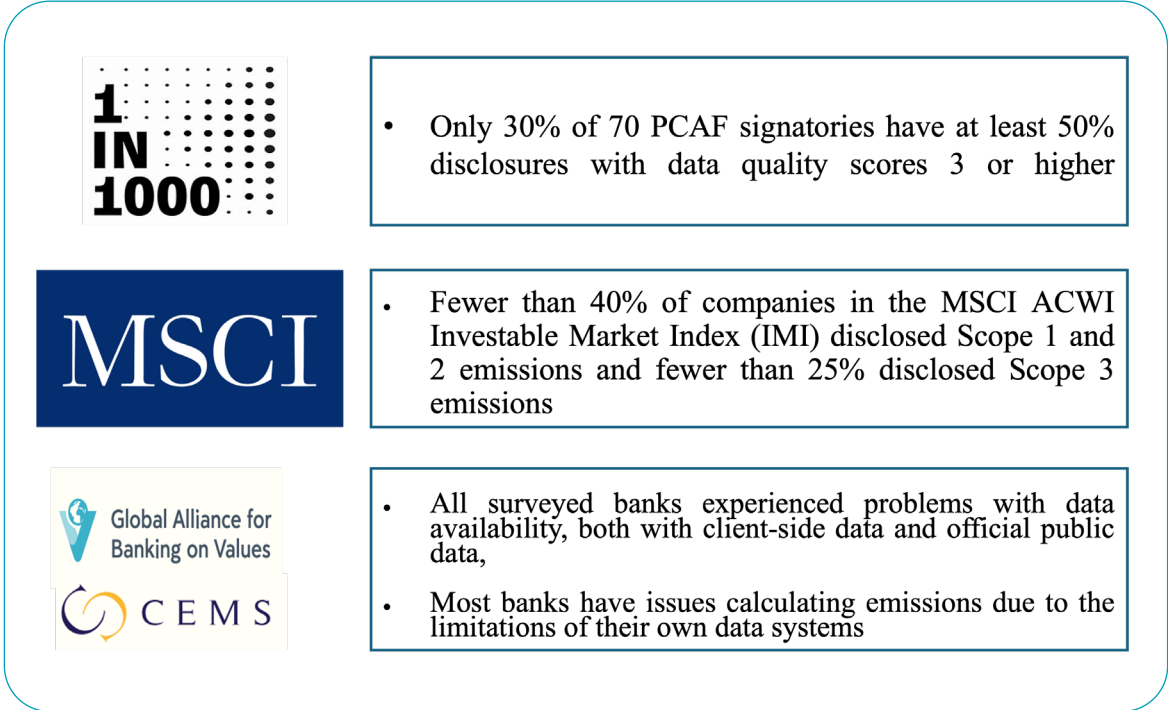 1
IN
1000
• Only 30% of 70 PCAF signatories have at least 50%
disclosures with data quality scores 3 or higher
MSCI
• Fewer than 40% of companies in the MSCI ACWI
Investable Market Index (IMI) disclosed Scope 1 and
2 emissions and fewer than 25% disclosed Scope 3
emissions
Global Alliance for
Banking on Values
CEMS
• All surveyed banks experienced problems with data
availability, both with client-side data and official public
data,
• Most banks have issues calculating emissions due to the
limitations of their own data systems